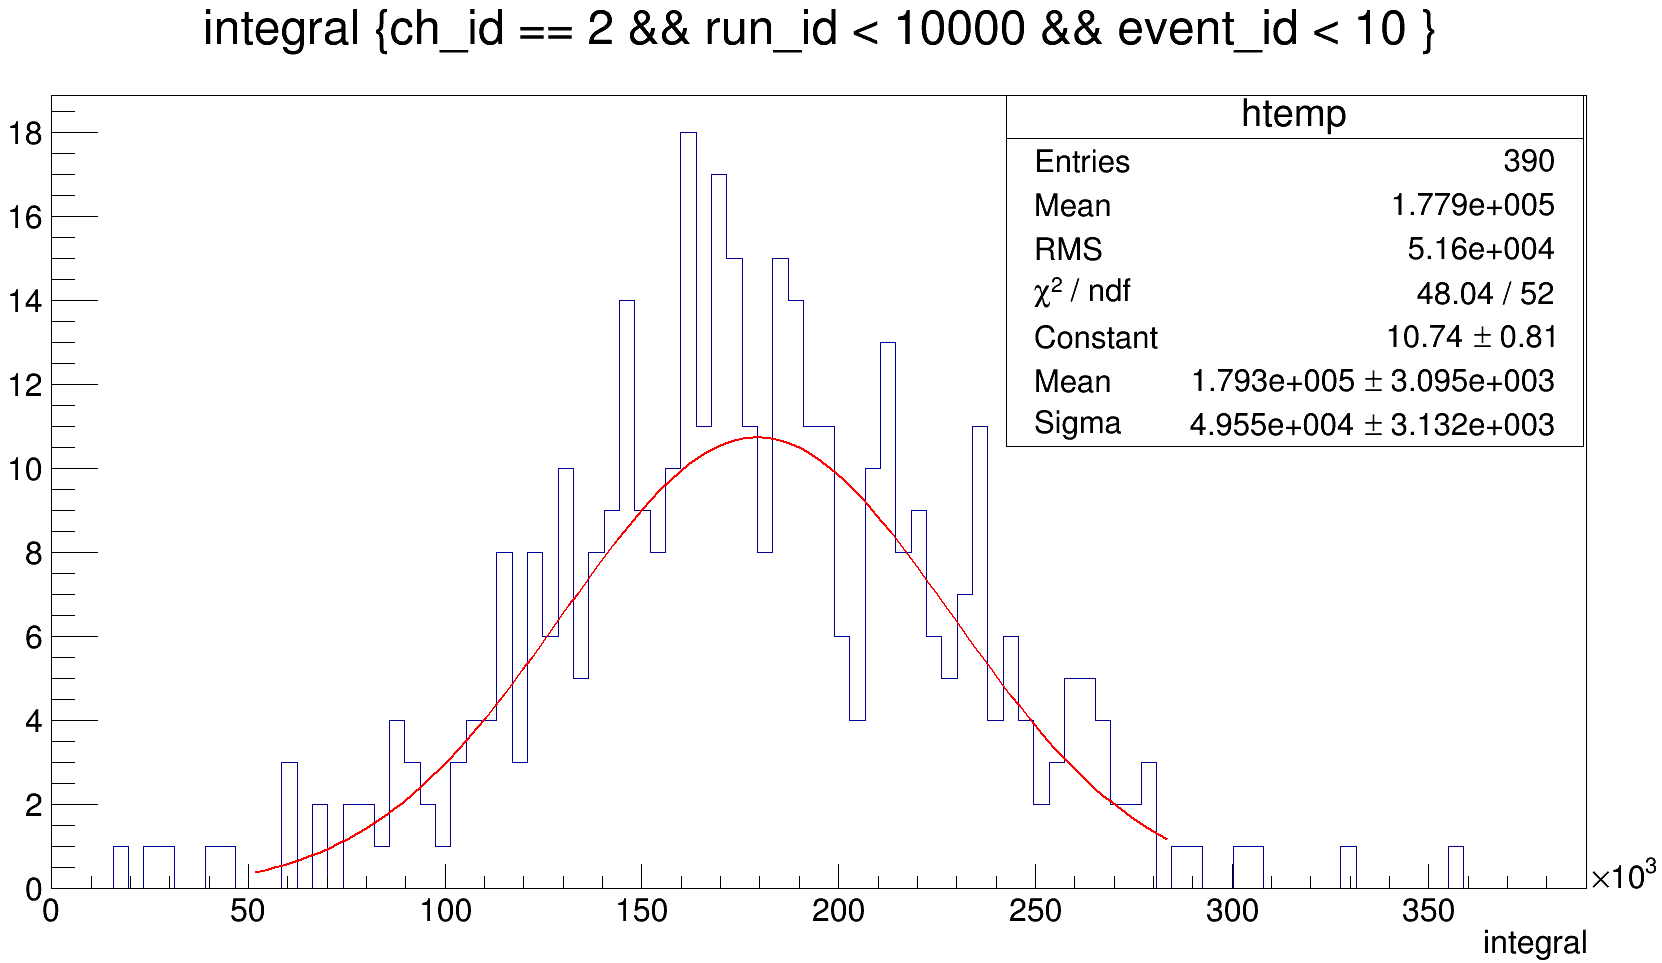 integral {ch_id == 2 && run_id < 10000 && event_id < 10 }
htemp
Entries 390
Mean 1.779e+005
RMS 5.16e+004
χ² / ndf 48.04 / 52
Constant 10.74 ± 0.81
Mean 1.793e+005 ± 3.095e+003
Sigma 4.955e+004 ± 3.132e+003
18
16
14
12
10
8
6
4
2
0
0 50 100 150 200 250 300 350
×10³
integral